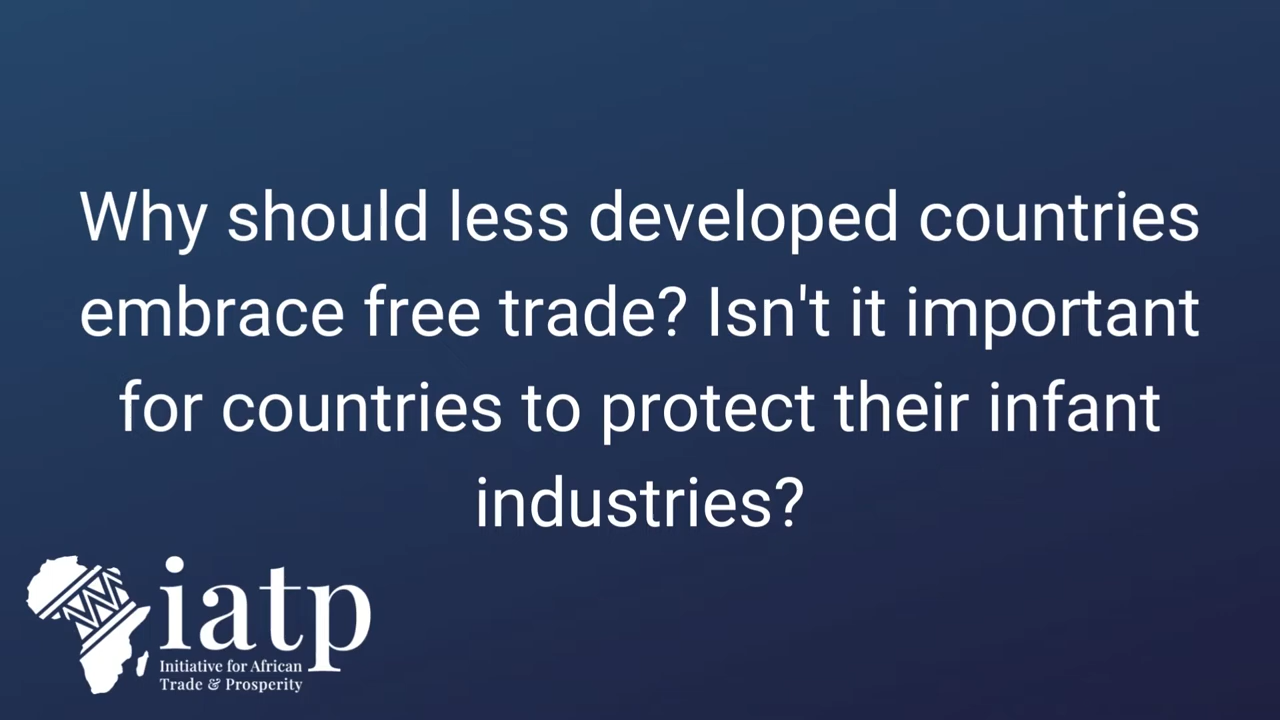 Why should less developed countries
embrace free trade? Isn't it important
for countries to protect their infant
industries?
iatp
Initiative for African
Trade & Prosperity